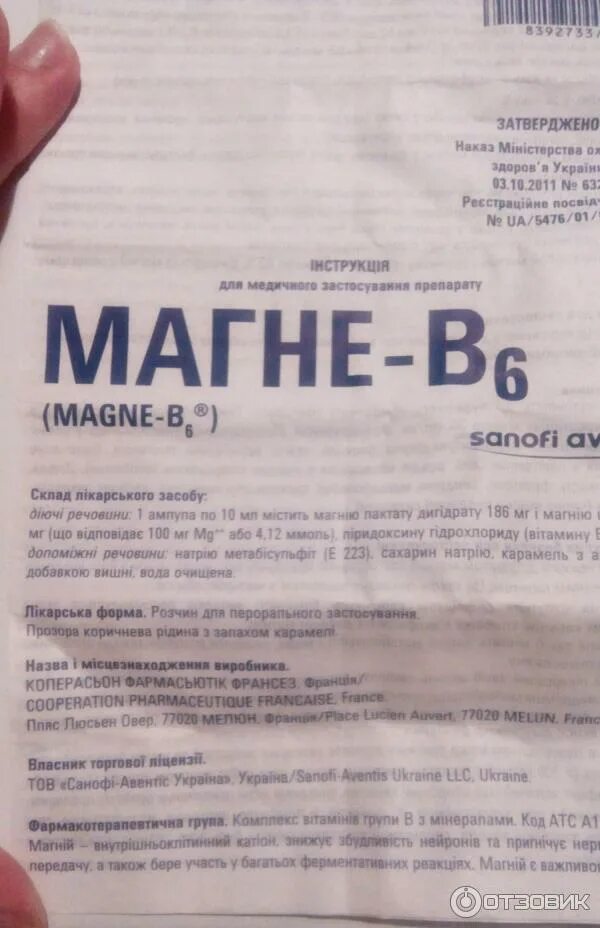 8392733/
ЗАТВЕРДЖЕНО
Наказ Міністерства ох
здоров'я України
03.10.2011 № 632
Реєстраційне посвідч
№ UA/5476/01/
ІНСТРУКЦІЯ
для медичного застосування препарату
МАГНЕ-В6
(MAGNE-B6®)
sanofi av
Склад лікарського засобу:
діючі речовини: 1 ампула по 10 мл містить магнію лактату дигідрату 186 мг і магнію
мг (що відповідає 100 мг Mg++ або 4,12 ммоль), піридоксину гідрохлориду (вітаміну В
допоміжні речовини: натрію метабісульфіт (Е 223), сахарин натрію, карамель з а
добавкою вишні, вода очищена.
Лікарська форма. Розчин для перорального застосування.
Прозора коричнева рідина з запахом карамелі.
Назва і місцезнаходження виробника.
КОПЕРАСЬОН ФАРМАСЬЮТІК ФРАНСЕЗ, Франція/
COOPERATION PHARMACEUTIQUE FRANCAISE, France.
Пляс Люсьен Овер, 77020 МЕЛЮН, Франція/Place Lucien Auvert, 77020 MELUN, Franc
Власник торгової ліцензії.
ТОВ «Санофі-Авентіс Україна», Україна/Sanofi-Aventis Ukraine LLC, Ukraine.
Фармакотерапевтична група. Комплекс вітамінів групи В з мінералами. Код АТС А1
Магній – внутрішньоклітинний катіон, знижує збудливість нейронів та пригнічує нер
передачу, а також бере участь у багатьох ферментативних реакціях. Магній є важливо
ОТЗОВИК